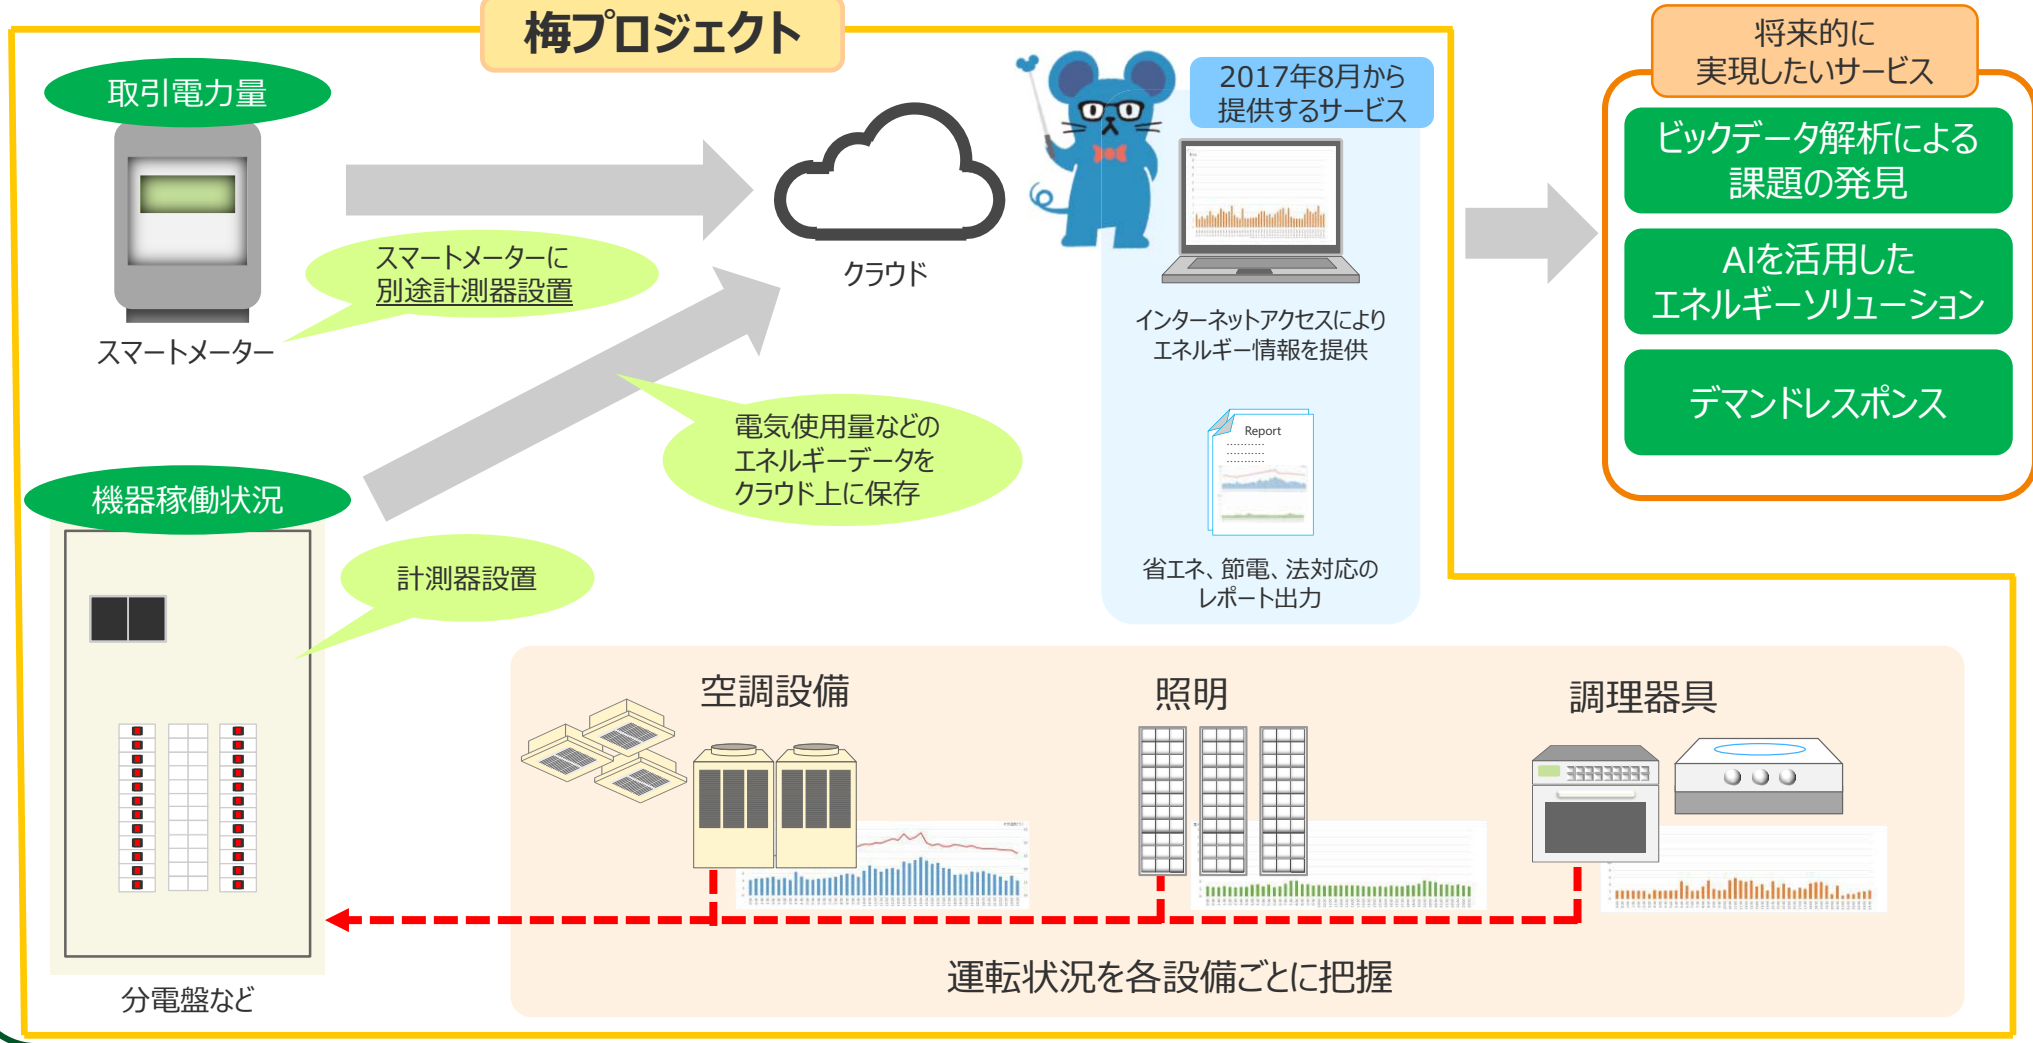 梅プロジェクト
取引電力量
スマートメーターに
別途計測器設置
スマートメーター
クラウド
2017年8月から
提供するサービス
インターネットアクセスにより
エネルギー情報を提供
Report
省エネ、節電、法対応の
レポート出力
将来的に
実現したいサービス
ビックデータ解析による
課題の発見
AIを活用した
エネルギーソリューション
デマンドレスポンス
電気使用量などの
エネルギーデータを
クラウド上に保存
機器稼働状況
計測器設置
分電盤など
空調設備
照明
調理器具
運転状況を各設備ごとに把握